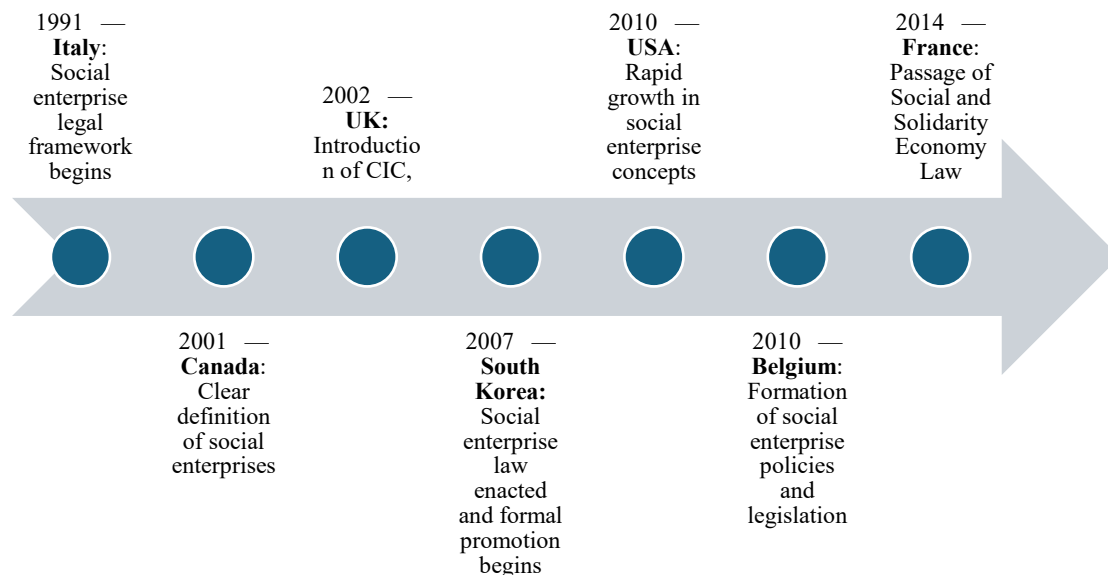 1991 —
Italy:
Social
enterprise
legal
framework
begins
2001 —
Canada:
Clear
definition
of social
enterprises
2002 —
UK:
Introductio
n of CIC,
2007 —
South
Korea:
Social
enterprise
law
enacted
and formal
promotion
begins
2010 —
USA:
Rapid
growth in
social
enterprise
concepts
2010 —
Belgium:
Formation
of social
enterprise
policies
and
legislation
2014 —
France:
Passage of
Social and
Solidarity
Economy
Law